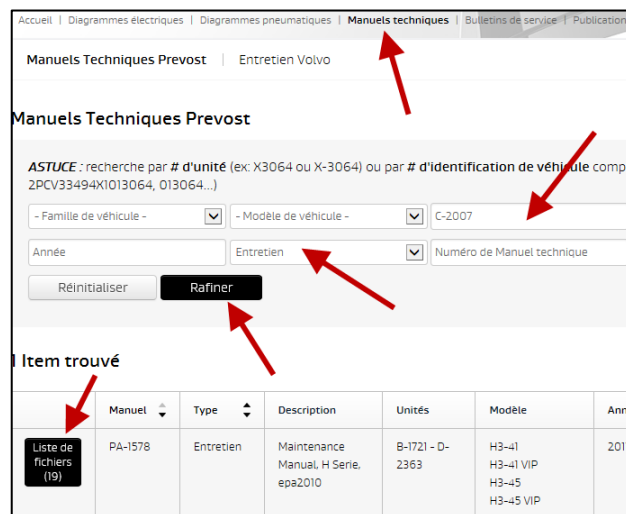 Accueil | Diagrammes électriques | Diagrammes pneumatiques | Manuels techniques | Bulletins de service | Publication
Manuels Techniques Prevost | Entretien Volvo
Manuels Techniques Prevost
ASTUCE : recherche par # d'unité (ex: X3064 ou X-3064) ou par # d'identification de véhicule comp
2PCV33494X1013064, 013064...)
- Famille de véhicule - - Modèle de véhicule - C-2007
Année Entretien Numéro de Manuel technique
Réinitialiser Rafiner
1 Item trouvé
Manuel Type Description Unités Modèle Ann
Liste de fichiers (19) PA-1578 Entretien Maintenance Manual, H Serie, epa2010 B-1721 - D-2363 H3-41 201
H3-41 VIP
H3-45
H3-45 VIP